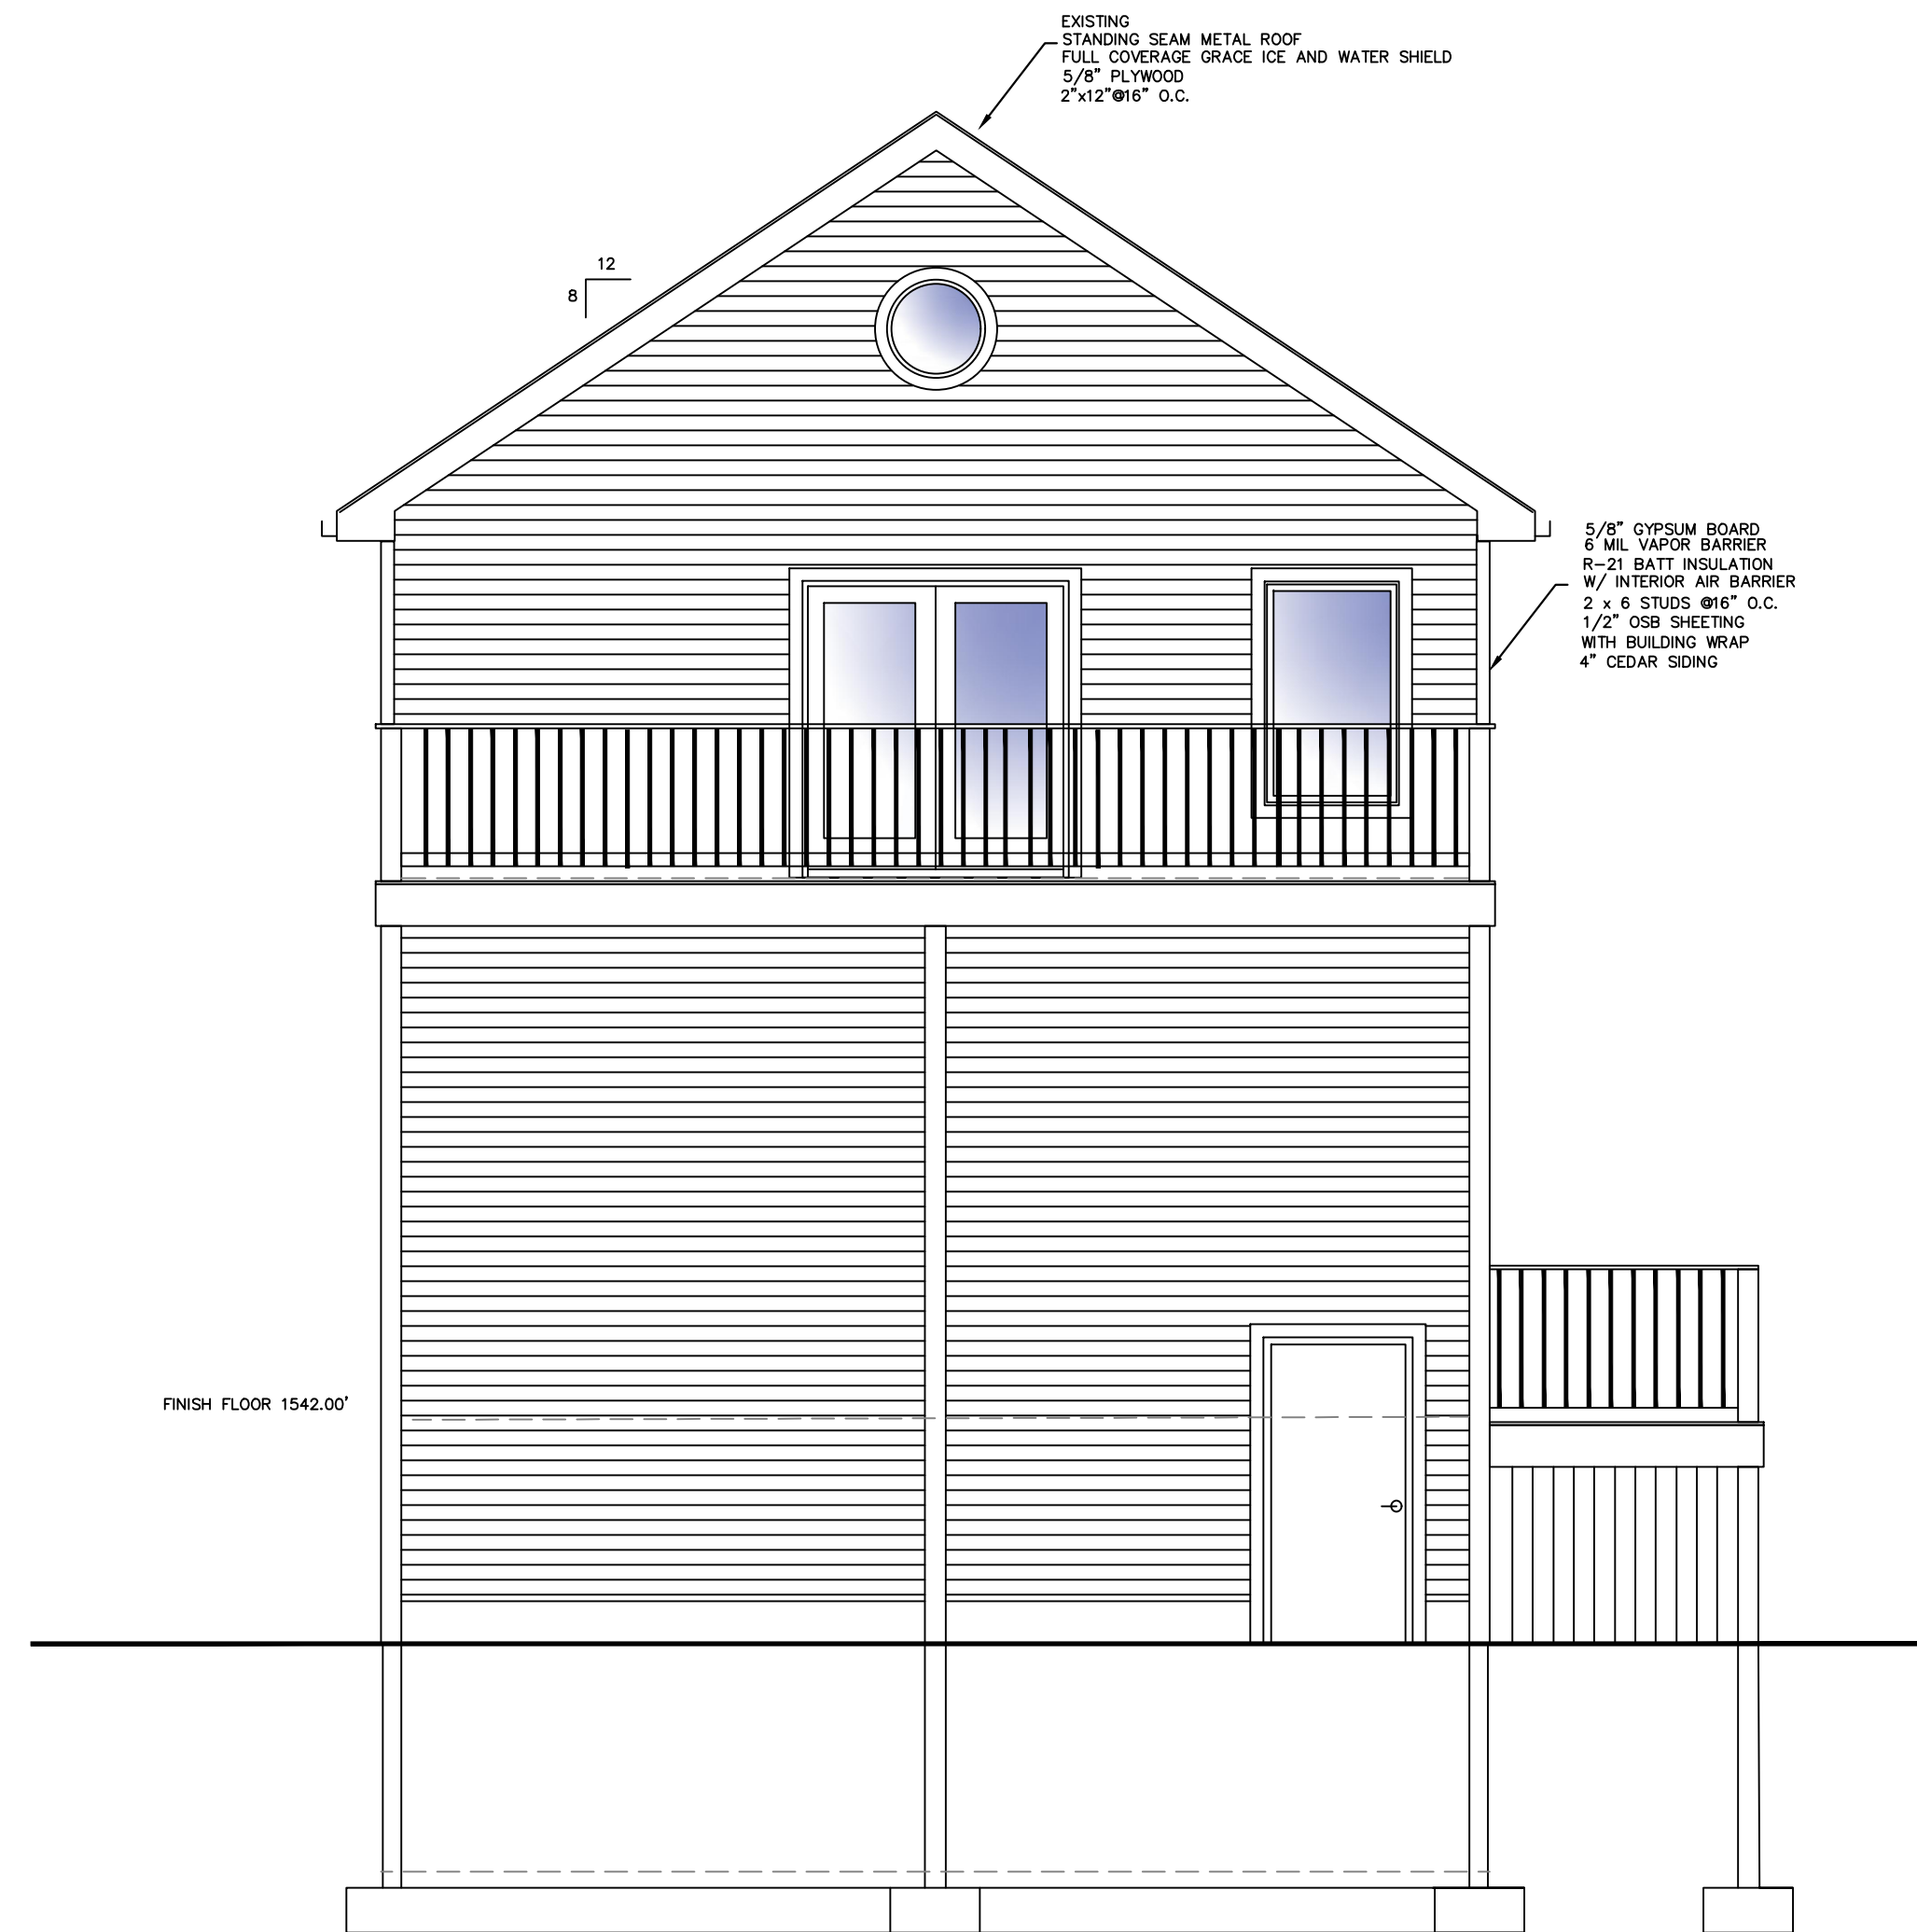 EXISTING
STANDING SEAM METAL ROOF
FULL COVERAGE GRACE ICE AND WATER SHIELD
5/8" PLYWOOD
2"x12"@16" O.C.
12
8
5/8" GYPSUM BOARD
6 MIL VAPOR BARRIER
R-21 BATT INSULATION
W/ INTERIOR AIR BARRIER
2 x 6 STUDS @16" O.C.
1/2" OSB SHEETING
WITH BUILDING WRAP
4" CEDAR SIDING
FINISH FLOOR 1542.00'